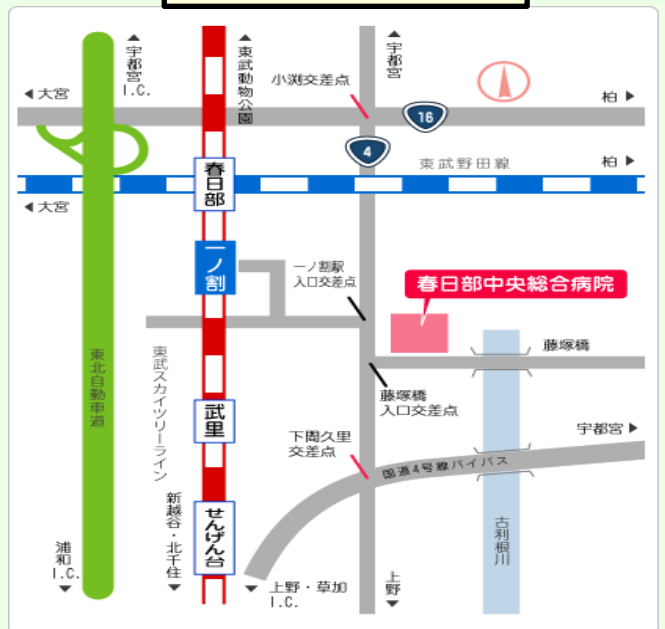 宇都宮
I.C.
東武動物公園
宇都宮
小渕交差点
大宮
柏
16
4
東武野田線
柏
春日部
大宮
一ノ割
一ノ割駅
入口交差点
春日部中央総合病院
藤塚橋
東北自動車道
東武スカイツリーライン
武里
藤塚橋
入口交差点
下間久里
交差点
宇都宮
国道4号線バイパス
新越谷・北千住
せんげん台
古利根川
浦和
I.C.
上野・草加
I.C.
上野